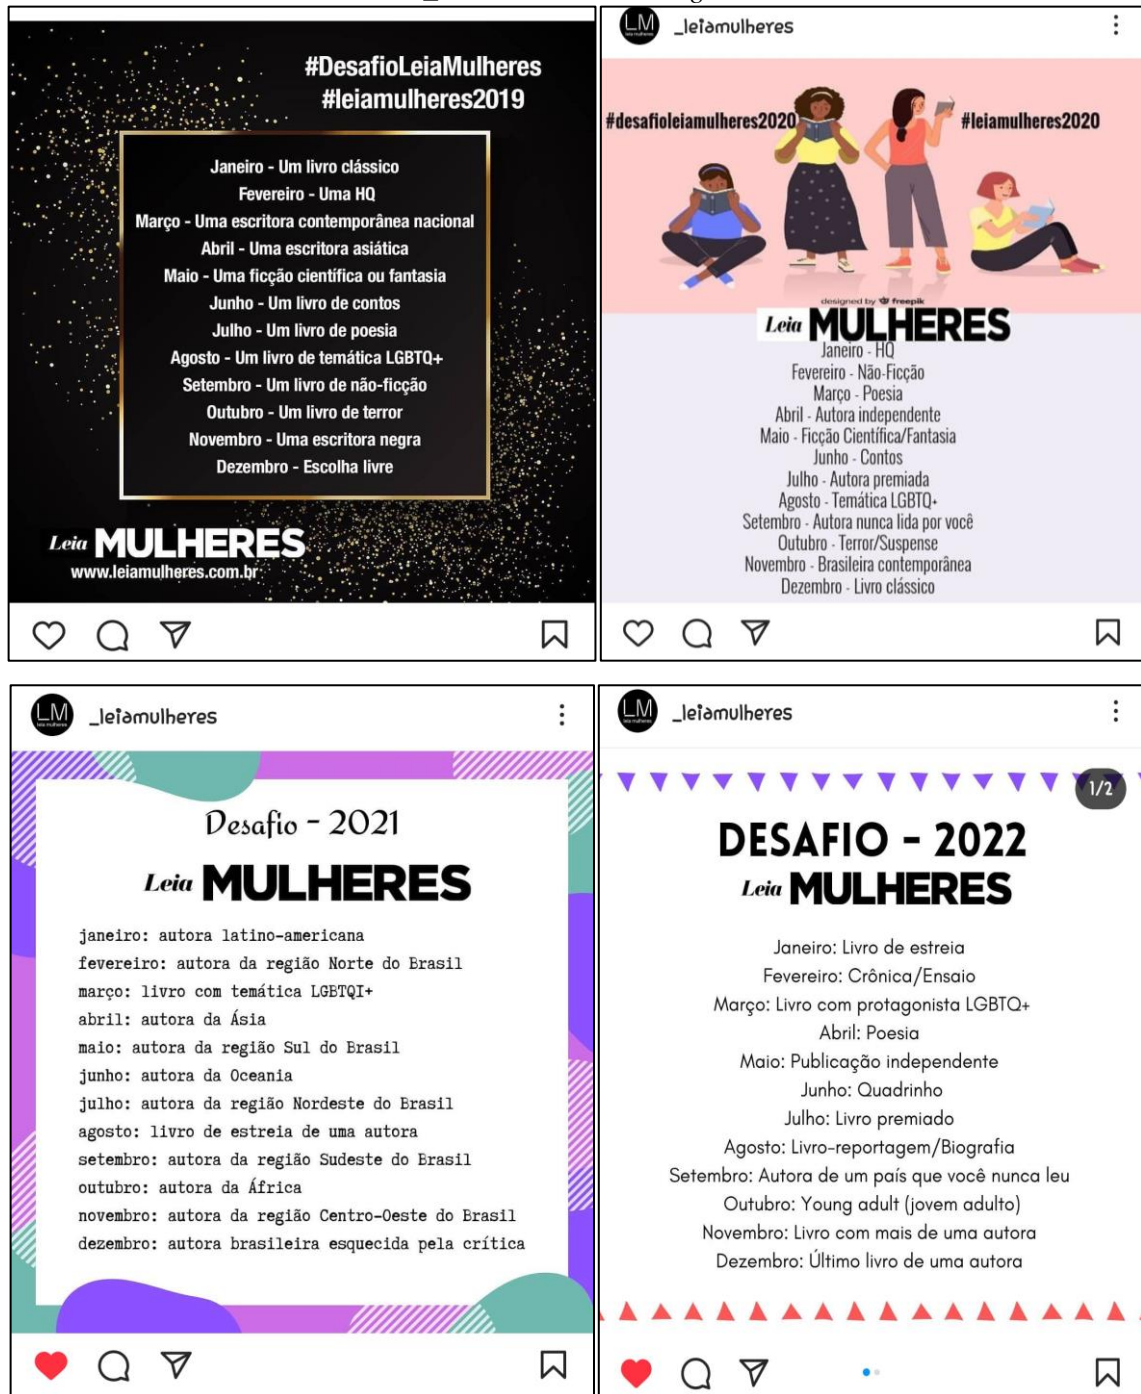 #DesafioLeiaMulheres
#leiamulheres2019
Janeiro - Um livro clássico
Fevereiro - Uma HQ
Março - Uma escritora contemporânea nacional
Abril - Uma escritora asiática
Maio - Uma ficção científica ou fantasia
Junho - Um livro de contos
Julho - Um livro de poesia
Agosto - Um livro de temática LGBTQ+
Setembro - Um livro de não-ficção
Outubro - Um livro de terror
Novembro - Uma escritora negra
Dezembro - Escolha livre
Leia MULHERES
www.leiamulheres.com.br
LM
_leiamulheres
#desafioleiamulheres2020
#leiamulheres2020
designed by freepik
Leia MULHERES
Janeiro - HQ
Fevereiro - Não-Ficção
Março - Poesia
Abril - Autora independente
Maio - Ficção Científica/Fantasia
Junho - Contos
Julho - Autora premiada
Agosto - Temática LGBTQ+
Setembro - Autora nunca lida por você
Outubro - Terror/Suspense
Novembro - Brasileira contemporânea
Dezembro - Livro clássico
LM
leia mulheres
_leiamulheres
Desafio - 2021
Leia MULHERES
janeiro: autora latino-americana
fevereiro: autora da região Norte do Brasil
março: livro com temática LGBTQI+
abril: autora da Ásia
maio: autora da região Sul do Brasil
junho: autora da Oceania
julho: autora da região Nordeste do Brasil
agosto: livro de estreia de uma autora
setembro: autora da região Sudeste do Brasil
outubro: autora da África
novembro: autora da região Centro-Oeste do Brasil
dezembro: autora brasileira esquecida pela crítica
LM
leia mulheres
_leiamulheres
1/2
DESAFIO - 2022
Leia MULHERES
Janeiro: Livro de estreia
Fevereiro: Crônica/Ensaio
Março: Livro com protagonista LGBTQ+
Abril: Poesia
Maio: Publicação independente
Junho: Quadrinho
Julho: Livro premiado
Agosto: Livro-reportagem/Biografia
Setembro: Autora de um país que você nunca leu
Outubro: Young adult (jovem adulto)
Novembro: Livro com mais de uma autora
Dezembro: Último livro de uma autora